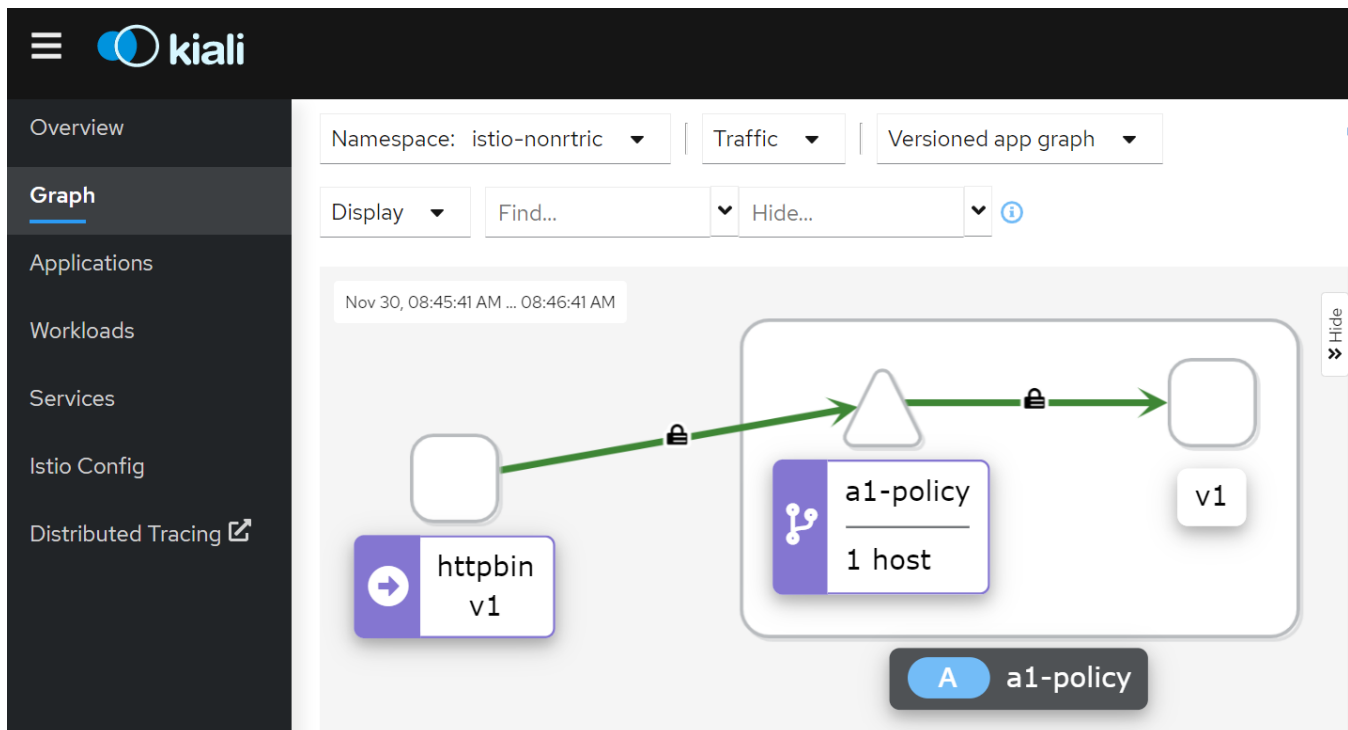 kiali
Overview
Graph
Applications
Workloads
Services
Istio Config
Distributed Tracing
Namespace: istio-nonrtric
Traffic
Versioned app graph
Display
Find...
Hide...
Nov 30, 08:45:41 AM ... 08:46:41 AM
Hide
httpbin
v1
a1-policy
1 host
v1
A a1-policy